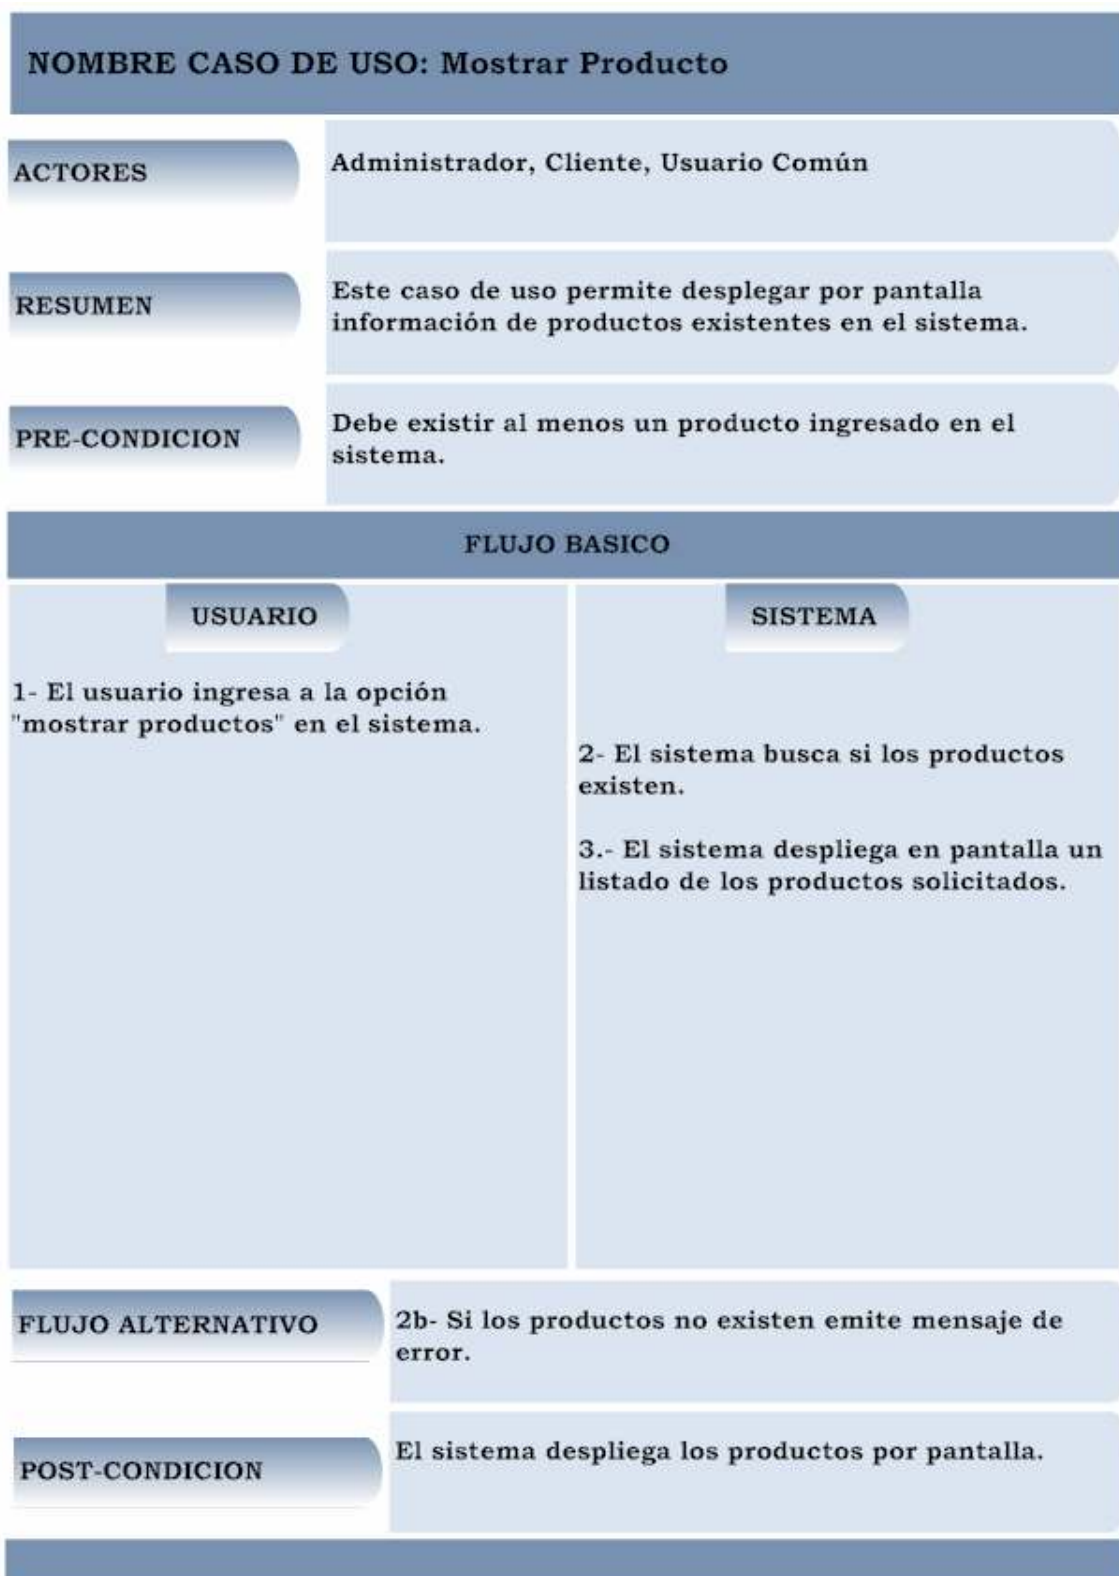 NOMBRE CASO DE USO: Mostrar Producto
ACTORES
Administrador, Cliente, Usuario Común
RESUMEN
Este caso de uso permite desplegar por pantalla
información de productos existentes en el sistema.
PRE-CONDICION
Debe existir al menos un producto ingresado en el
sistema.
FLUJO BASICO
USUARIO
1- El usuario ingresa a la opción
"mostrar productos" en el sistema.
SISTEMA
2- El sistema busca si los productos
existen.
3.- El sistema despliega en pantalla un
listado de los productos solicitados.
FLUJO ALTERNATIVO
2b- Si los productos no existen emite mensaje de
error.
POST-CONDICION
El sistema despliega los productos por pantalla.